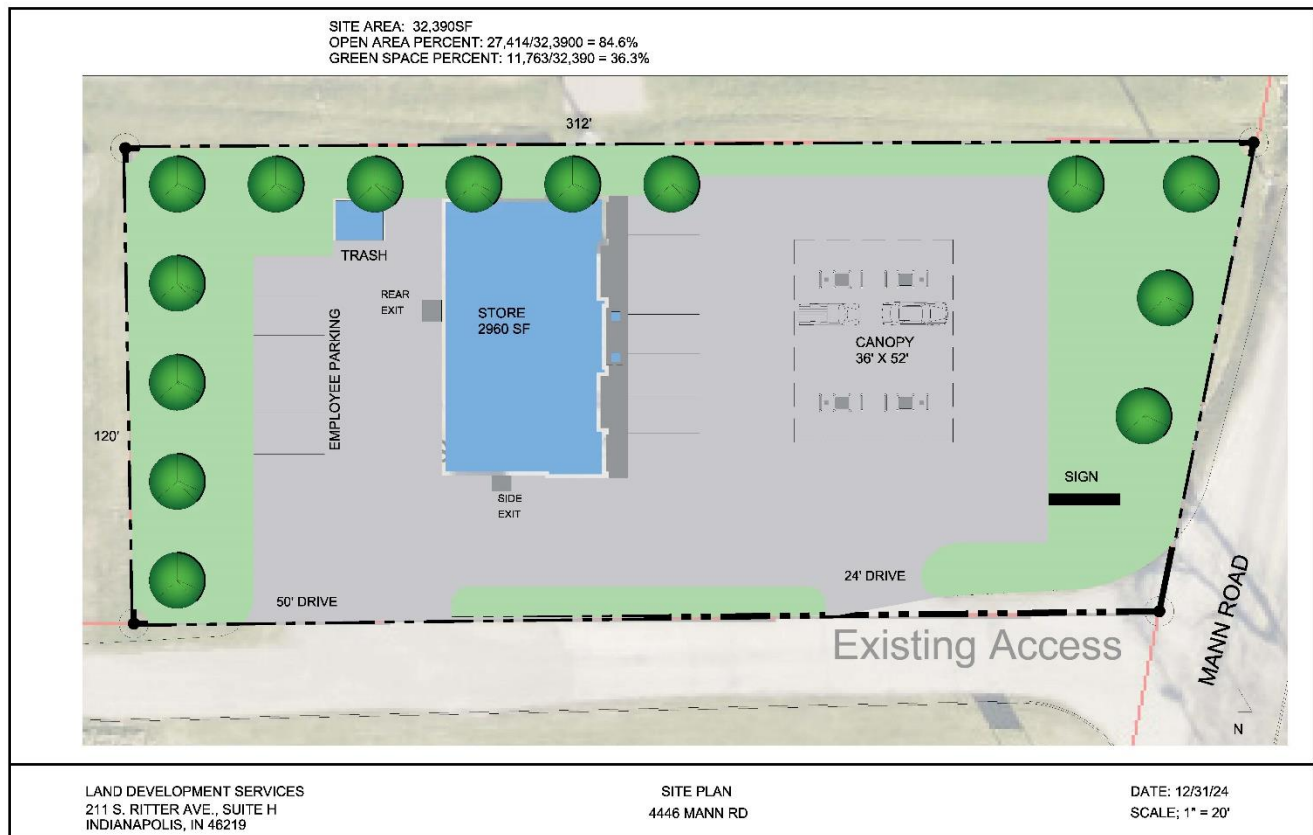 SITE AREA: 32,390SF
OPEN AREA PERCENT: 27,414/32,3900 = 84.6%
GREEN SPACE PERCENT: 11,763/32,390 = 36.3%
312'
TRASH
REAR
EXIT
STORE
2960 SF
EMPLOYEE PARKING
CANOPY
36' X 52'
120'
SIGN
SIDE
EXIT
50' DRIVE
24' DRIVE
Existing Access
MANN ROAD
N
LAND DEVELOPMENT SERVICES
211 S. RITTER AVE., SUITE H
INDIANAPOLIS, IN 46219
SITE PLAN
4446 MANN RD
DATE: 12/31/24
SCALE; 1" = 20'